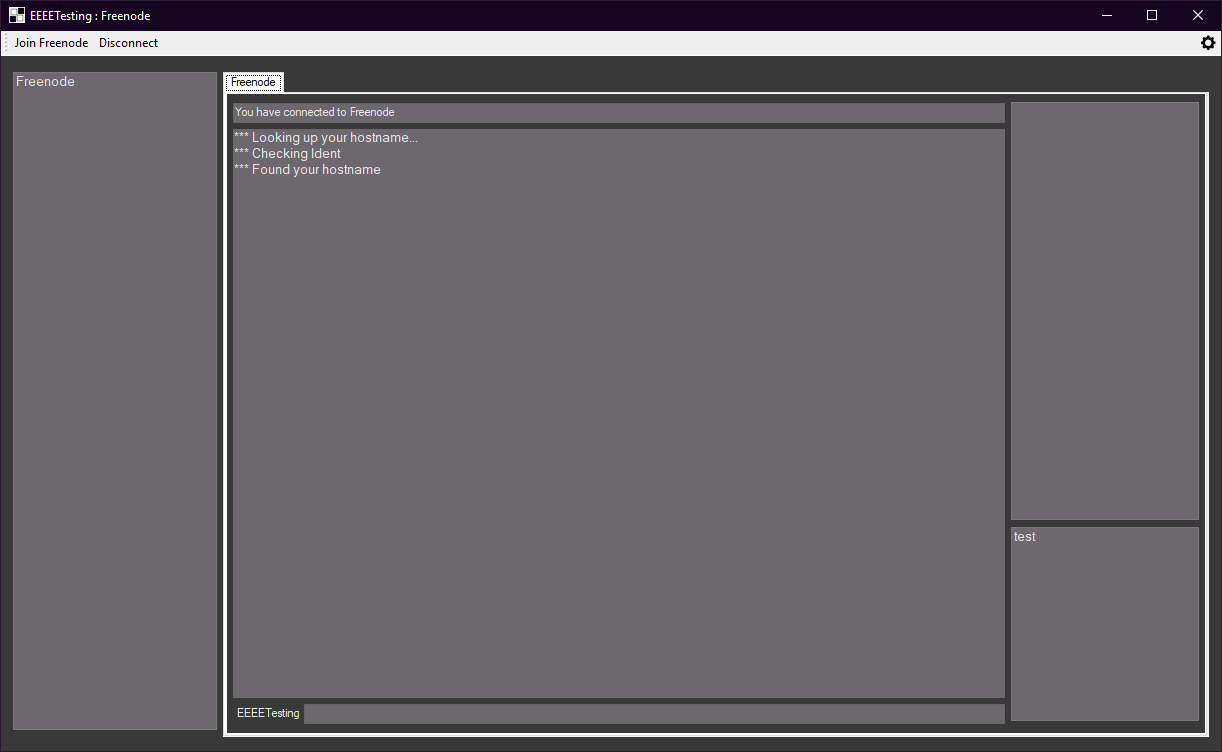 EEEETesting : Freenode
Join Freenode Disconnect
Freenode
Freenode
You have connected to Freenode
*** Looking up your hostname...
*** Checking Ident
*** Found your hostname
test
EEEETesting